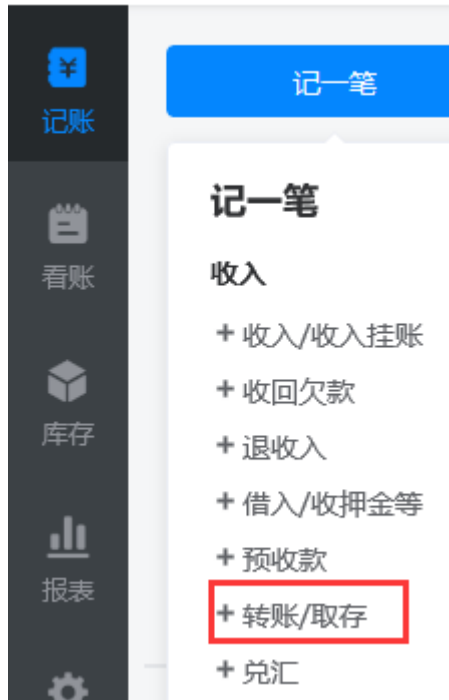 ¥
记账
看账
库存
报表
记一笔
记一笔
收入
+ 收入/收入挂账
+ 收回欠款
+ 退收入
+ 借入/收押金等
+ 预收款
+ 转账/取存
+ 兑汇